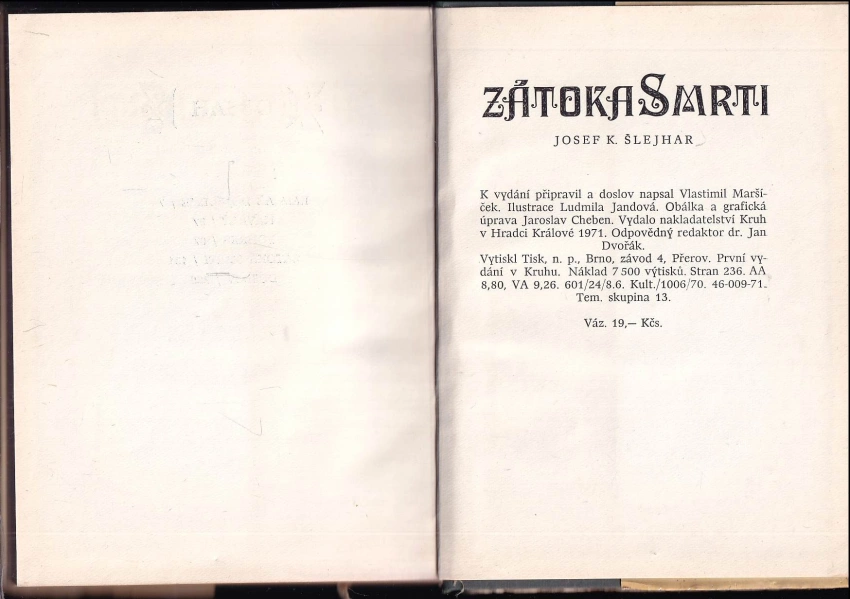 ZÁTOKA SMRTI
JOSEF K. ŠLEJHAR
K vydání připravil a doslov napsal Vlastimil Marší-
ček. Ilustrace Ludmila Jandová. Obálka a grafická
úprava Jaroslav Cheben. Vydalo nakladatelství Kruh
v Hradci Králové 1971. Odpovědný redaktor dr. Jan
Dvořák.
Vytiskl Tisk, n. p., Brno, závod 4, Přerov. První vy-
dání v Kruhu. Náklad 7 500 výtisků. Stran 236. AA
8,80, VA 9,26. 601/24/8.6. Kult./1006/70. 46-009-71.
Tem. skupina 13.
Váz. 19,— Kčs.